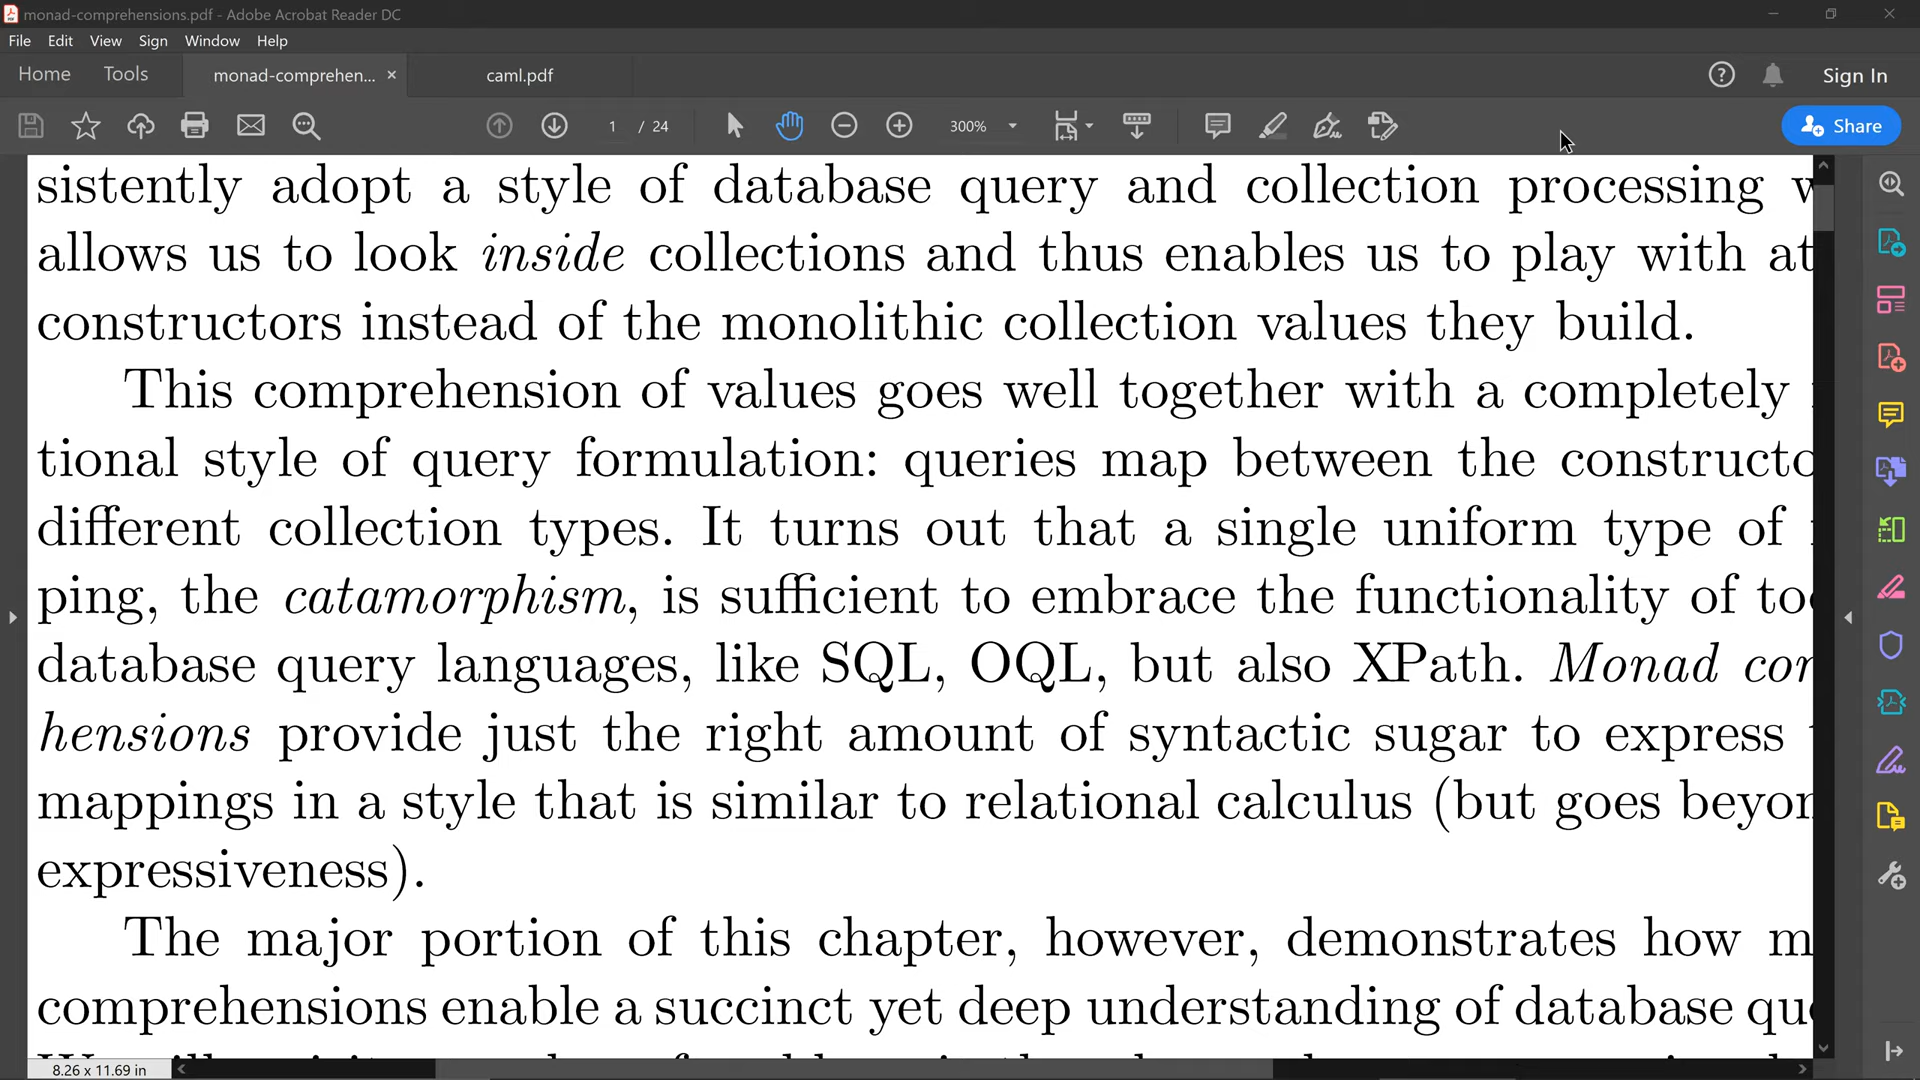 monad-comprehensions.pdf - Adobe Acrobat Reader DC
File Edit View Sign Window Help
Home Tools monad-comprehen... × caml.pdf Sign In
1 / 24 300% Share
sistently adopt a style of database query and collection processing
allows us to look inside collections and thus enables us to play with at
constructors instead of the monolithic collection values they build.
This comprehension of values goes well together with a completely
tional style of query formulation: queries map between the constructo
different collection types. It turns out that a single uniform type of
ping, the catamorphism, is sufficient to embrace the functionality of to
database query languages, like SQL, OQL, but also XPath. Monad co
hensions provide just the right amount of syntactic sugar to express
mappings in a style that is similar to relational calculus (but goes beyo
expressiveness).
The major portion of this chapter, however, demonstrates how m
comprehensions enable a succinct yet deep understanding of database qu
8.26 x 11.69 in